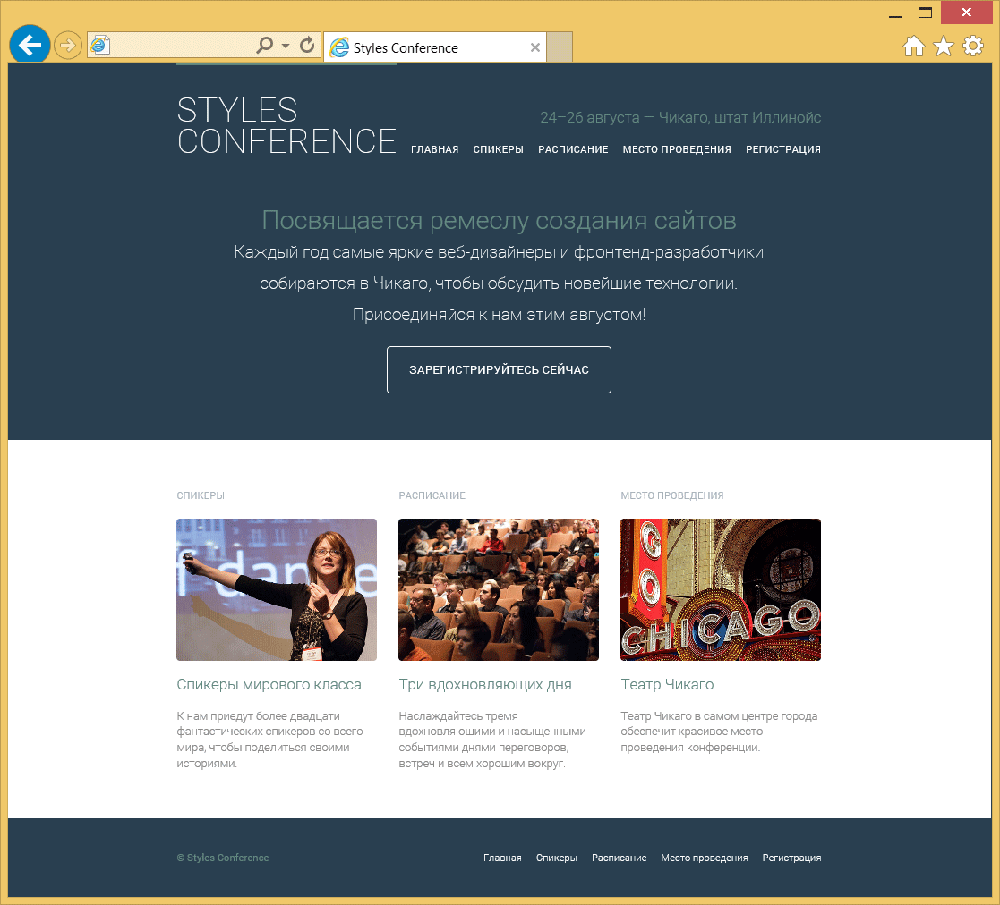 Styles Conference
STYLES
CONFERENCE
24–26 августа — Чикаго, штат Иллинойс
ГЛАВНАЯ СПИКЕРЫ РАСПИСАНИЕ МЕСТО ПРОВЕДЕНИЯ РЕГИСТРАЦИЯ
Посвящается ремеслу создания сайтов
Каждый год самые яркие веб-дизайнеры и фронтенд-разработчики
собираются в Чикаго, чтобы обсудить новейшие технологии.
Присоединяйся к нам этим августом!
ЗАРЕГИСТРИРУЙТЕСЬ СЕЙЧАС
СПИКЕРЫ
f dance
Спикеры мирового класса
К нам приедут более двадцати
фантастических спикеров со всего
мира, чтобы поделиться своими
историями.
РАСПИСАНИЕ
Три вдохновляющих дня
Наслаждайтесь тремя
вдохновляющими и насыщенными
событиями днями переговоров,
встреч и всем хорошим вокруг.
МЕСТО ПРОВЕДЕНИЯ
CHICAGO
Театр Чикаго
Театр Чикаго в самом центре города
обеспечит красивое место
проведения конференции.
© Styles Conference
Главная Спикеры Расписание Место проведения Регистрация